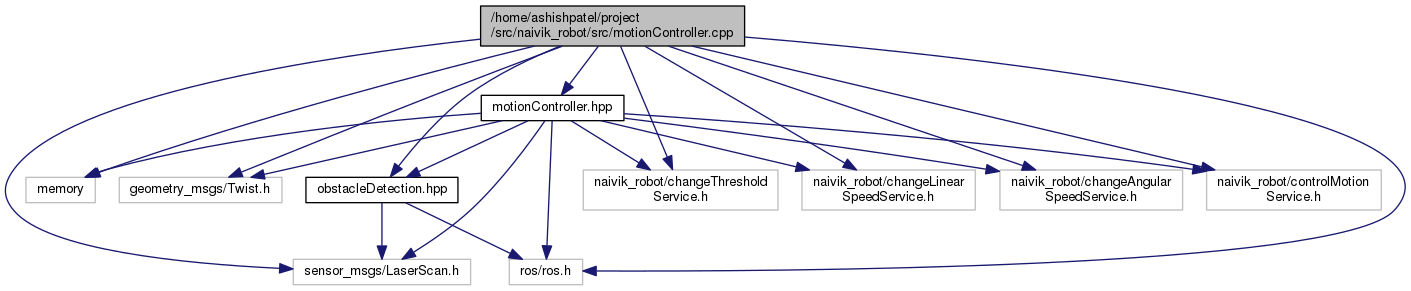 /home/ashishpatel/project
/src/naivik_robot/src/motionController.cpp
motionController.hpp
memory
geometry_msgs/Twist.h
obstacleDetection.hpp
naivik_robot/changeThreshold
Service.h
naivik_robot/changeLinear
SpeedService.h
naivik_robot/changeAngular
SpeedService.h
naivik_robot/controlMotion
Service.h
sensor_msgs/LaserScan.h
ros/ros.h